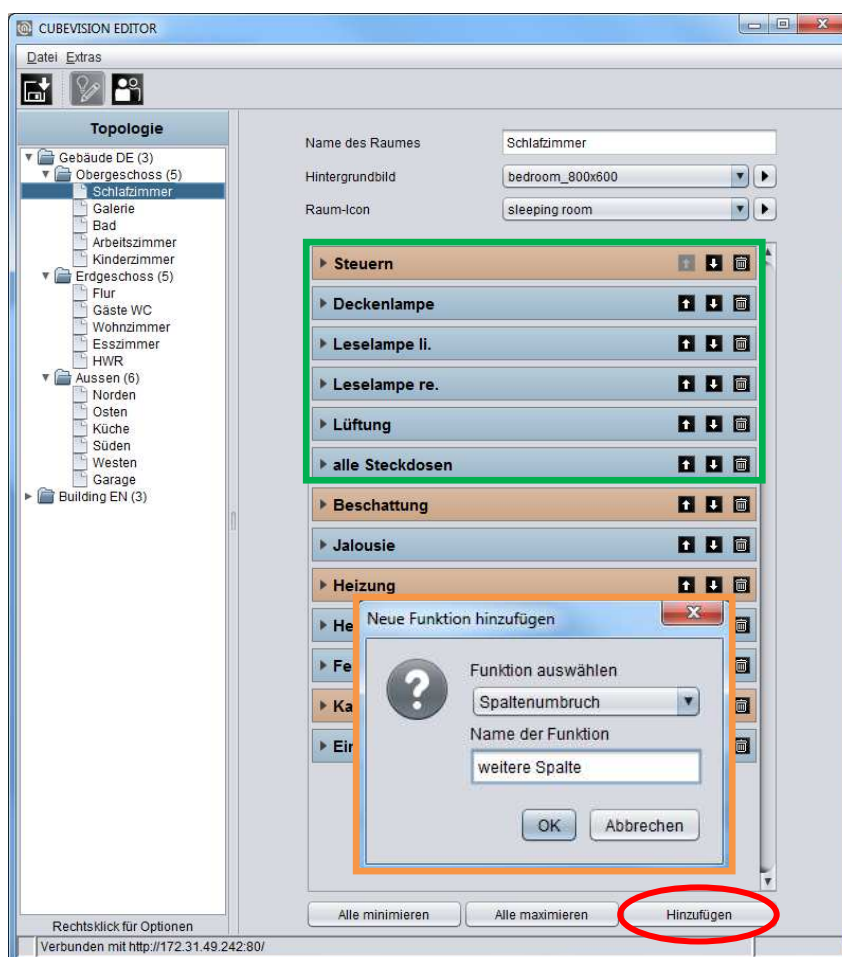 CUBEVISION EDITOR
Datei Extras
Topologie
Gebäude DE (3)
Obergeschoss (5)
Schlafzimmer
Galerie
Bad
Arbeitszimmer
Kinderzimmer
Erdgeschoss (5)
Flur
Gäste WC
Wohnzimmer
Esszimmer
HWR
Aussen (6)
Norden
Osten
Küche
Süden
Westen
Garage
Building EN (3)
Rechtsklick für Optionen
Name des Raumes
Schlafzimmer
Hintergrundbild
bedroom_800x600
Raum-Icon
sleeping room
Steuern
Deckenlampe
Leselampe li.
Leselampe re.
Lüftung
alle Steckdosen
Beschattung
Jalousie
Heizung
He
Fe
Ka
Ein
Neue Funktion hinzufügen
Funktion auswählen
Spaltenumbruch
Name der Funktion
weitere Spalte
OK Abbrechen
Alle minimieren Alle maximieren Hinzufügen
Verbunden mit http://172.31.49.242:80/